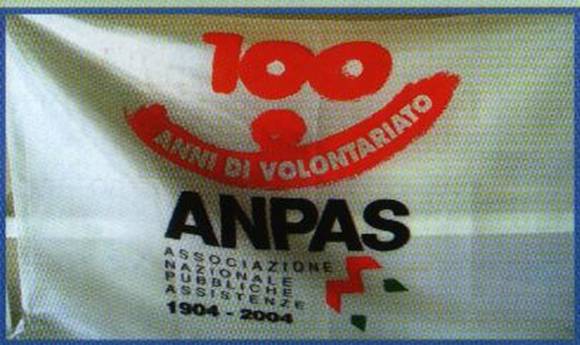 100
ANNI DI VOLONTARIATO
ANPAS
ASSOCIAZIONE
NAZIONALE
PUBBLICHE
ASSISTENZE
1904 - 2004